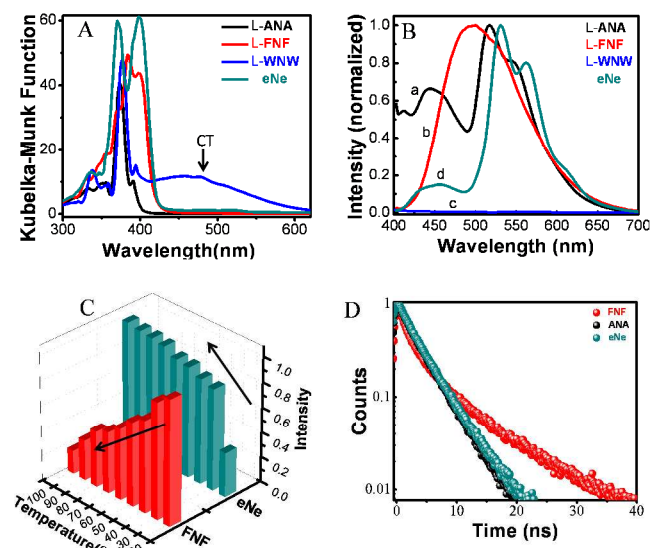 A
L-ANA
L-FNF
L-WNW
eNe
CT
Kubelka-Munk Function
60
40
20
0
300 400 500 600
Wavelength(nm)
B
L-ANA
L-FNF
L-WNW
eNe
a
b
d
c
Intensity (normalized)
1.0
0.8
0.6
0.4
0.2
0.0
400 450 500 550 600 650 700
Wavelength (nm)
C
1.0
0.8
0.6
0.4
0.2
0.0
Intensity
100
90
80
70
60
50
40
30
FNF
eNe
D
FNF
ANA
eNe
Counts
1
0.1
0.01
0 10 20 30 40
Time (ns)